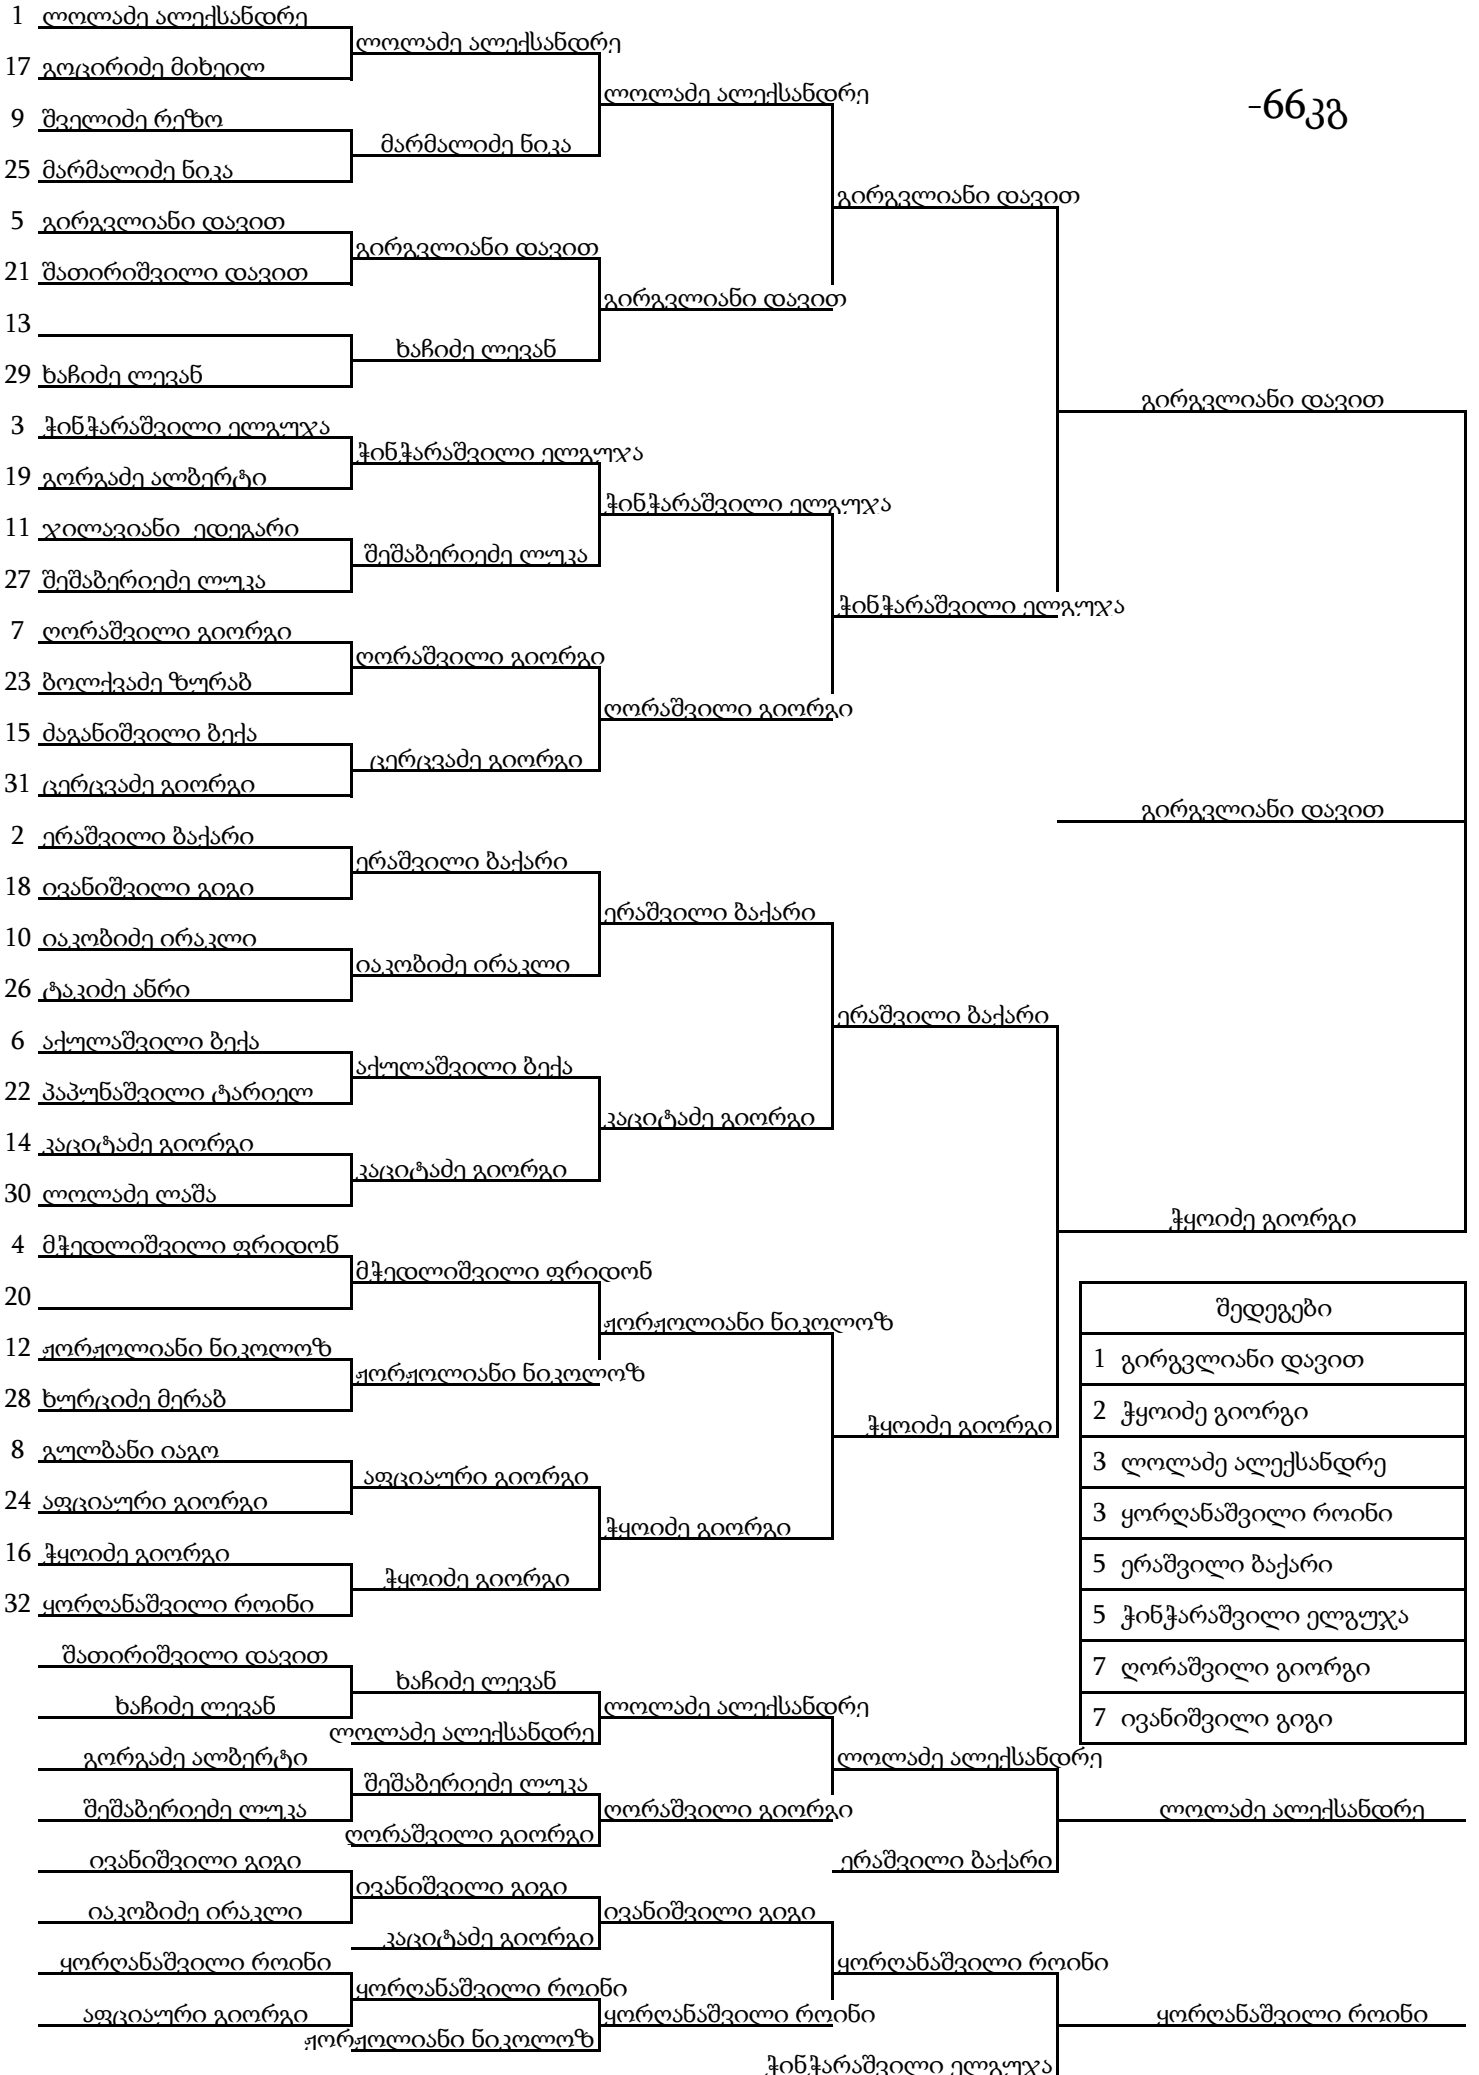 1 ლოლაძე ალექსანდრე
ლოლაძე ალექსანდრე
17 გოცირიძე მიხეილ
ლოლაძე ალექსანდრე
-66კგ
9 შველიძე რეზო
მარმალიძე ნიკა
25 მარმალიძე ნიკა
გირგვლიანი დავით
5 გირგვლიანი დავით
გირგვლიანი დავით
21 შათირიშვილი დავით
გირგვლიანი დავით
13
ხაჩიძე ლევან
29 ხაჩიძე ლევან
გირგვლიანი დავით
3 ჭინჭარაშვილი ელგუჯა
ჭინჭარაშვილი ელგუჯა
19 გორგაძე ალბერტი
ჭინჭარაშვილი ელგუჯა
11 ჯილავიანი ედეგარი
შეშაბერიეძე ლუკა
27 შეშაბერიეძე ლუკა
ჭინჭარაშვილი ელგუჯა
7 ღორაშვილი გიორგი
ღორაშვილი გიორგი
23 ბოლქვაძე ზურაბ
ღორაშვილი გიორგი
15 ძაგანიშვილი ბექა
ცერცვაძე გიორგი
31 ცერცვაძე გიორგი
გირგვლიანი დავით
2 ერაშვილი ბაქარი
ერაშვილი ბაქარი
18 ივანიშვილი გიგი
ერაშვილი ბაქარი
10 იაკობიძე ირაკლი
იაკობიძე ირაკლი
26 ტაკიძე ანრი
ერაშვილი ბაქარი
6 აქულაშვილი ბექა
აქულაშვილი ბექა
22 პაპუნაშვილი ტარიელ
კაციტაძე გიორგი
14 კაციტაძე გიორგი
კაციტაძე გიორგი
30 ლოლაძე ლაშა
ჭყოიძე გიორგი
4 მჭედლიშვილი ფრიდონ
მჭედლიშვილი ფრიდონ
20
ჟორჟოლიანი ნიკოლოზ
12 ჟორჟოლიანი ნიკოლოზ
ჟორჟოლიანი ნიკოლოზ
28 ხურციძე მერაბ
ჭყოიძე გიორგი
8 გულბანი იაგო
აფციაური გიორგი
24 აფციაური გიორგი
ჭყოიძე გიორგი
16 ჭყოიძე გიორგი
ჭყოიძე გიორგი
32 ყორღანაშვილი როინი
შედეგები
1 გირგვლიანი დავით
2 ჭყოიძე გიორგი
3 ლოლაძე ალექსანდრე
3 ყორღანაშვილი როინი
5 ერაშვილი ბაქარი
5 ჭინჭარაშვილი ელგუჯა
7 ღორაშვილი გიორგი
7 ივანიშვილი გიგი
შათირიშვილი დავით
ხაჩიძე ლევან
ხაჩიძე ლევან
ლოლაძე ალექსანდრე
ლოლაძე ალექსანდრე
გორგაძე ალბერტი
ლოლაძე ალექსანდრე
შეშაბერიეძე ლუკა
შეშაბერიეძე ლუკა
ღორაშვილი გიორგი
ლოლაძე ალექსანდრე
ღორაშვილი გიორგი
ივანიშვილი გიგი
ერაშვილი ბაქარი
ივანიშვილი გიგი
იაკობიძე ირაკლი
ივანიშვილი გიგი
კაციტაძე გიორგი
ყორღანაშვილი როინი
ყორღანაშვილი როინი
ყორღანაშვილი როინი
აფციაური გიორგი
ყორღანაშვილი როინი
ყორღანაშვილი როინი
ჟორჟოლიანი ნიკოლოზ
ჭინჭარაშვილი ელგუჯა